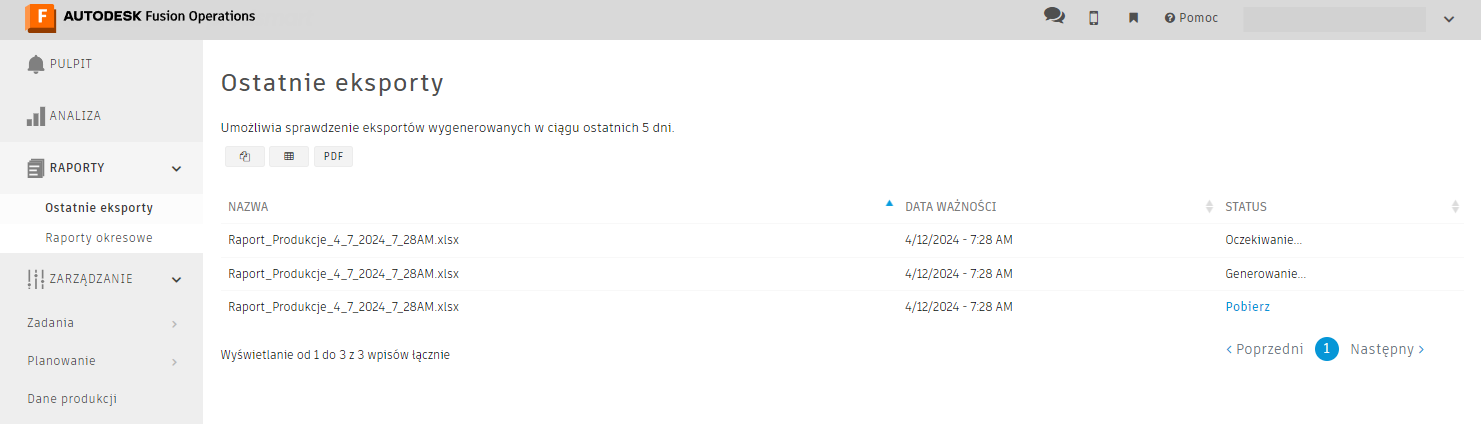 F AUTODESK Fusion Operations
Pomoc
PULPIT
ANALIZA
RAPORTY
Ostatnie eksporty
Raporty okresowe
ZARZĄDZANIE
Zadania
Planowanie
Dane produkcji
Ostatnie eksporty
Umożliwia sprawdzenie eksportów wygenerowanych w ciągu ostatnich 5 dni.
PDF
NAZWA DATA WAŻNOŚCI STATUS
Raport_Produkcje_4_7_2024_7_28AM.xlsx 4/12/2024 - 7:28 AM Oczekiwanie...
Raport_Produkcje_4_7_2024_7_28AM.xlsx 4/12/2024 - 7:28 AM Generowanie...
Raport_Produkcje_4_7_2024_7_28AM.xlsx 4/12/2024 - 7:28 AM Pobierz
Wyświetlanie od 1 do 3 z 3 wpisów łącznie
Poprzedni 1 Następny